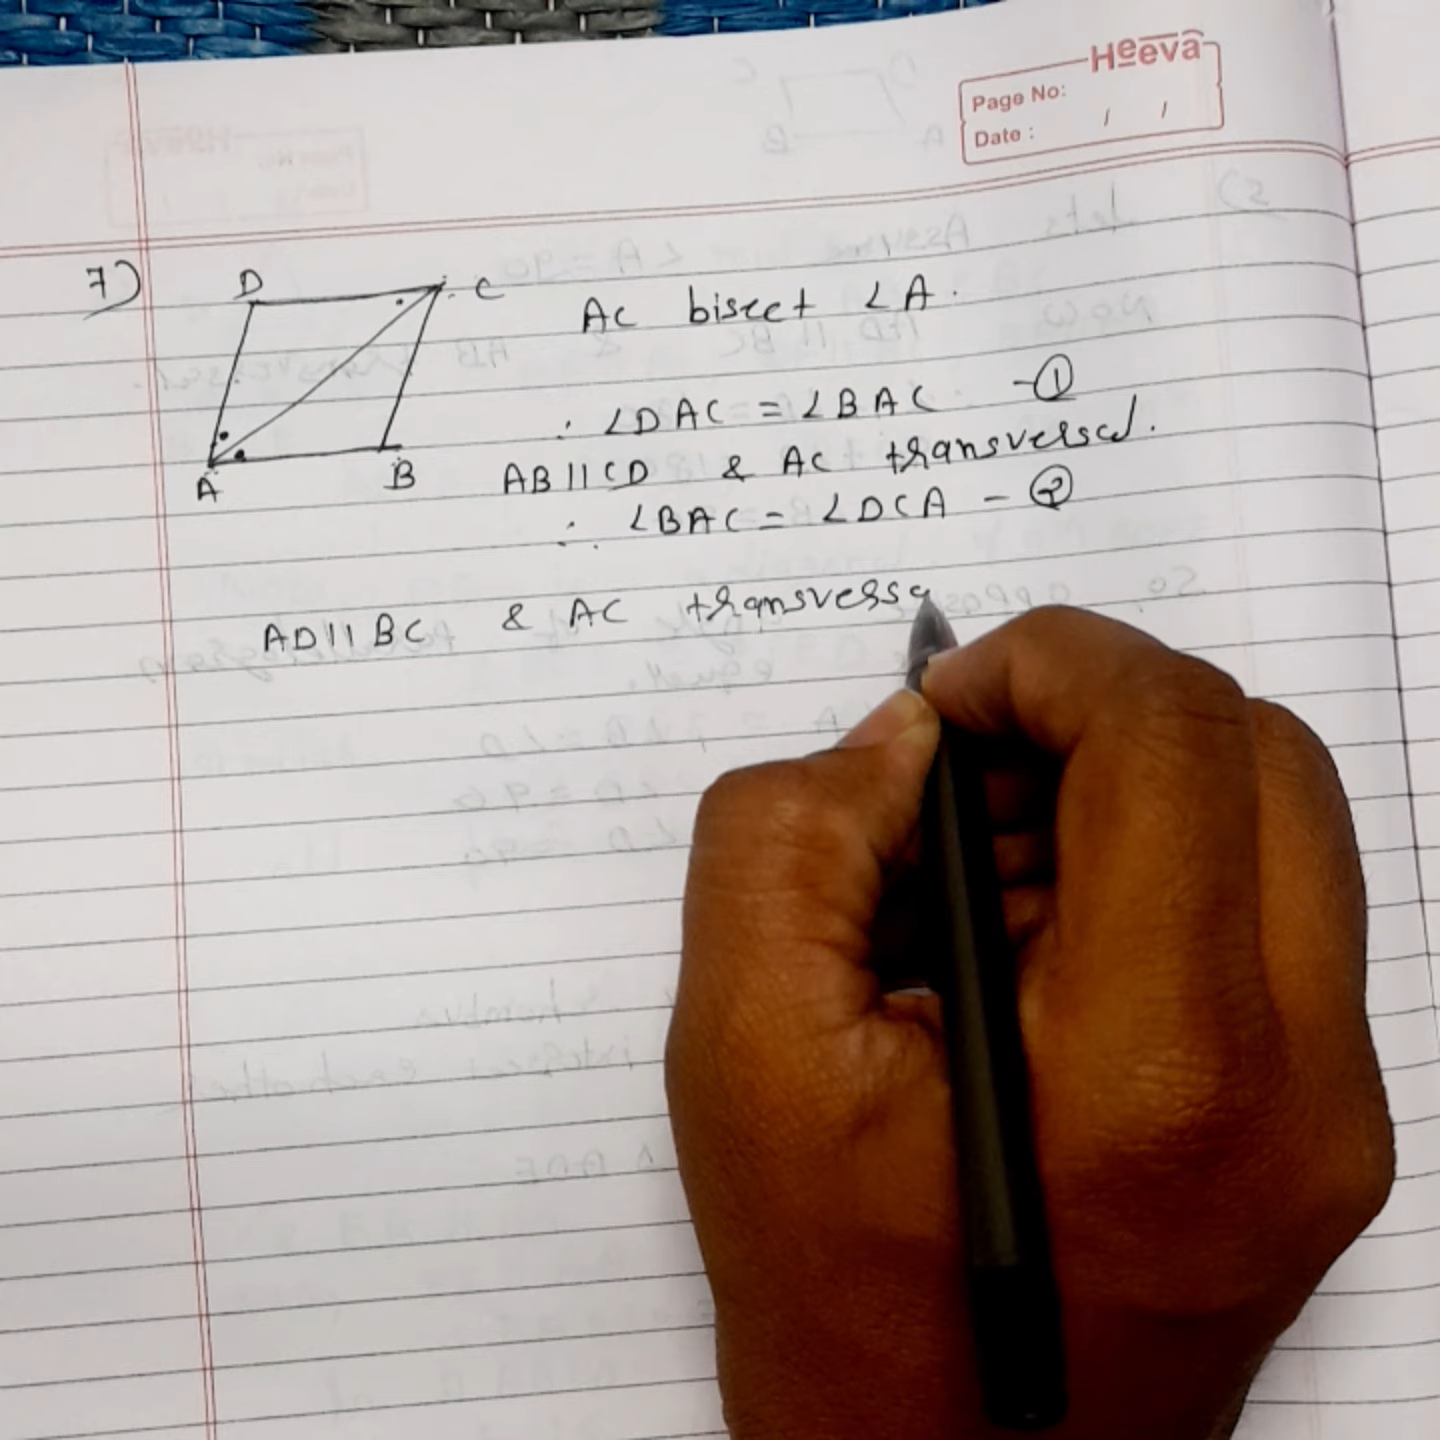 Heeva
Page No:
Date : / /
7)
D C
A B
AC bisect ∠A.
∴ ∠DAC = ∠BAC - ①
AB || CD & AC transversal.
∴ ∠BAC = ∠DCA - ②
AD || BC & AC transversa